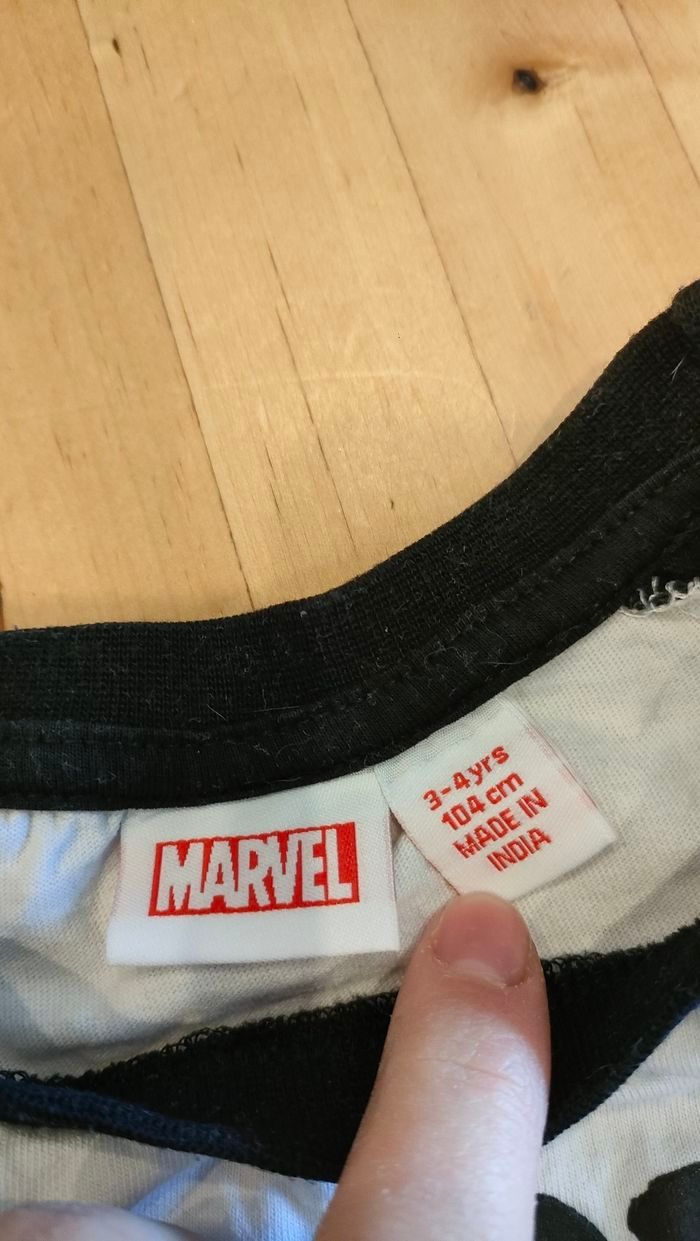 MARVEL
3-4yrs
104 cm
MADE IN
INDIA